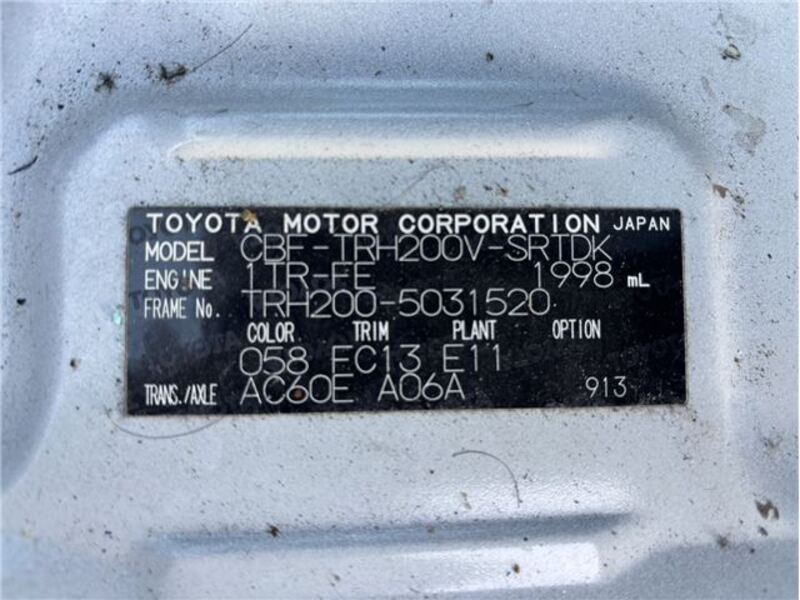 TOYOTA MOTOR CORPORATION JAPAN
MODEL CBF-TRH200V-SRTDK
ENGINE 1TR-FE 1998 mL
FRAME No. TRH200-5031520
COLOR TRIM PLANT OPTION
058 FC13 E11
TRANS./AXLE AC60E A06A 913